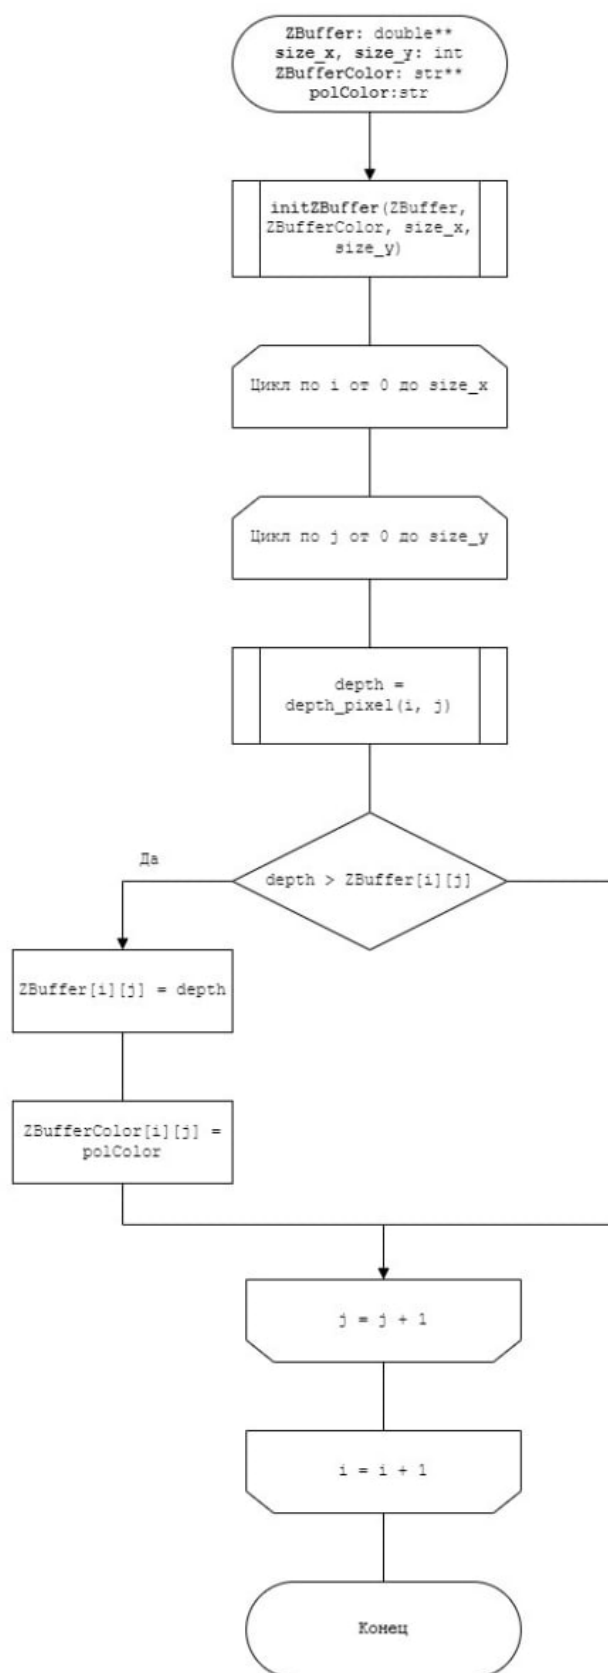 ZBuffer: double**
size_x, size_y: int
ZBufferColor: str**
polColor:str
initZBuffer(ZBuffer,
ZBufferColor, size_x,
size_y)
Цикл по i от 0 до size_x
Цикл по j от 0 до size_y
depth =
depth_pixel(i, j)
Да
depth > ZBuffer[i][j]
ZBuffer[i][j] = depth
ZBufferColor[i][j] =
polColor
j = j + 1
i = i + 1
Конец